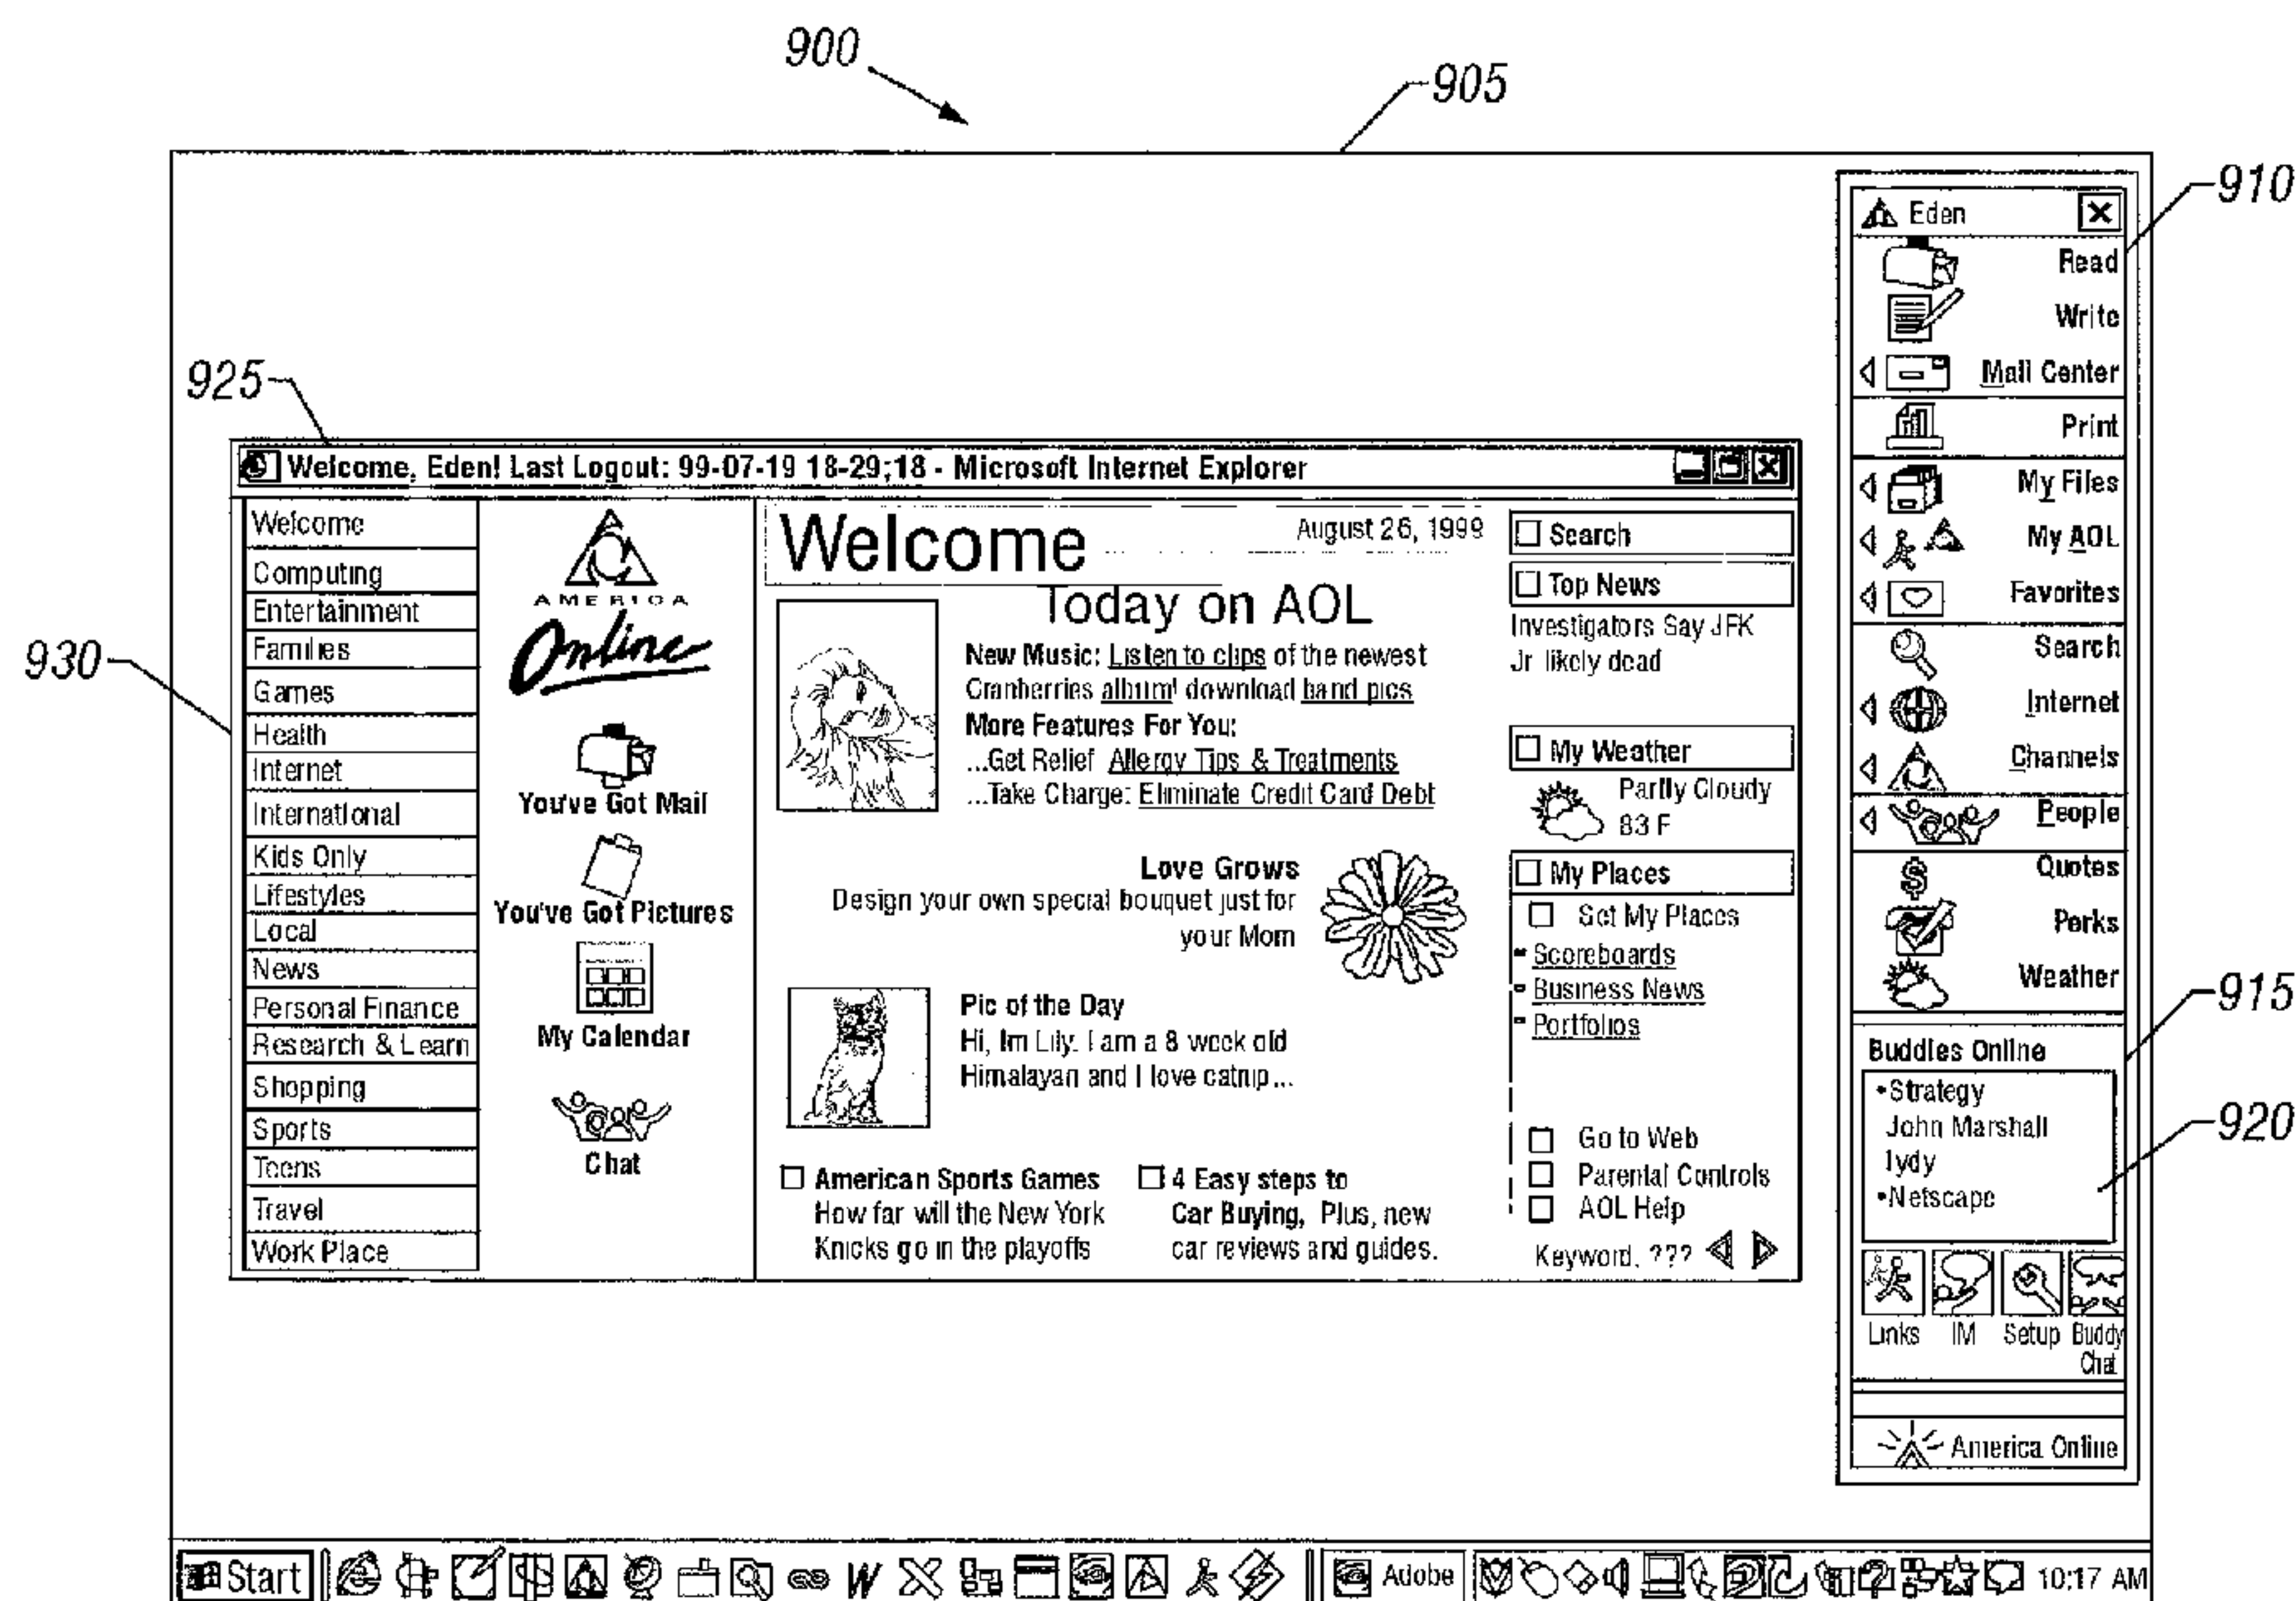 900
905
910
Eden
Read
Write
Mail Center
Print
My Files
My AOL
Favorites
Search
Internet
Channels
People
Quotes
Perks
Weather
915
Buddies Online
•Strategy
John Marshall
lydy
•Netscape
920
Links IM Setup Buddy
Chat
America Online
925
Welcome, Eden! Last Logout: 99-07-19 18-29;18 - Microsoft Internet Explorer
930
Welcome
Computing
Entertainment
Families
Games
Health
Internet
International
Kids Only
Lifestyles
Local
News
Personal Finance
Research & Learn
Shopping
Sports
Teens
Travel
Work Place
AMERICA
Online
You've Got Mail
You've Got Pictures
My Calendar
Chat
Welcome
August 26, 1999
Today on AOL
New Music: Listen to clips of the newest
Cranberries album! download band pics
More Features For You:
...Get Relief Allergy Tips & Treatments
...Take Charge: Eliminate Credit Card Debt
Love Grows
Design your own special bouquet just for
your Mom
Pic of the Day
Hi, Im Lily. I am a 8 week old
Himalayan and I love catnip...
American Sports Games
How far will the New York
Knicks go in the playoffs
4 Easy steps to
Car Buying, Plus, new
car reviews and guides.
Search
Top News
Investigators Say JFK
Jr likely dead
My Weather
Partly Cloudy
83 F
My Places
Set My Places
Scoreboards
Business News
Portfolios
Go to Web
Parental Controls
AOL Help
Keyword. ???
Start
Adobe
10:17 AM